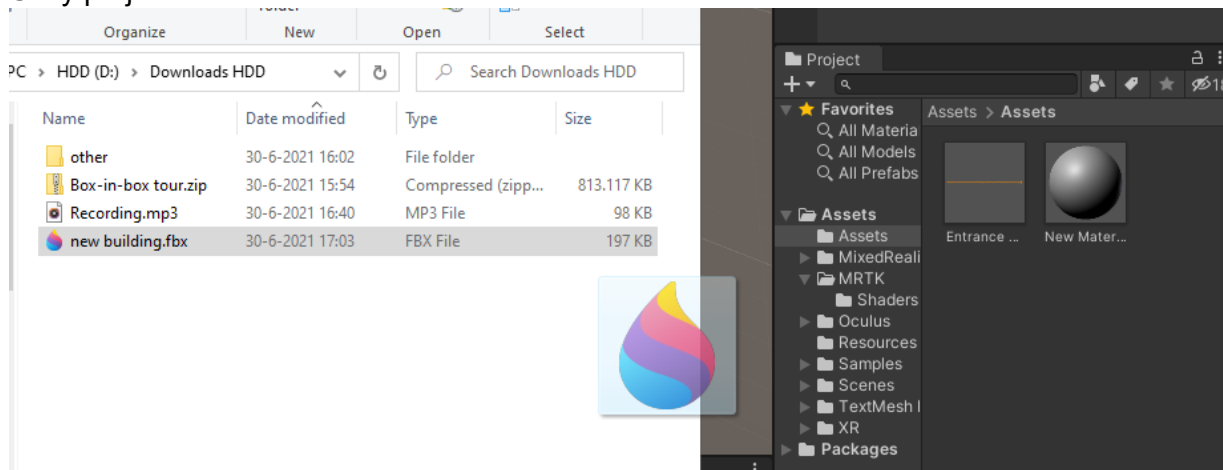 Organize New Open Select
PC > HDD (D:) > Downloads HDD Search Downloads HDD
Name Date modified Type Size
other 30-6-2021 16:02 File folder
Box-in-box tour.zip 30-6-2021 15:54 Compressed (zipp... 813.117 KB
Recording.mp3 30-6-2021 16:40 MP3 File 98 KB
new building.fbx 30-6-2021 17:03 FBX File 197 KB
Project
18
Favorites
All Materia
All Models
All Prefabs
Assets
Assets
MixedReali
MRTK
Shaders
Oculus
Resources
Samples
Scenes
TextMesh
XR
Packages
Assets > Assets
Entrance ... New Mater...